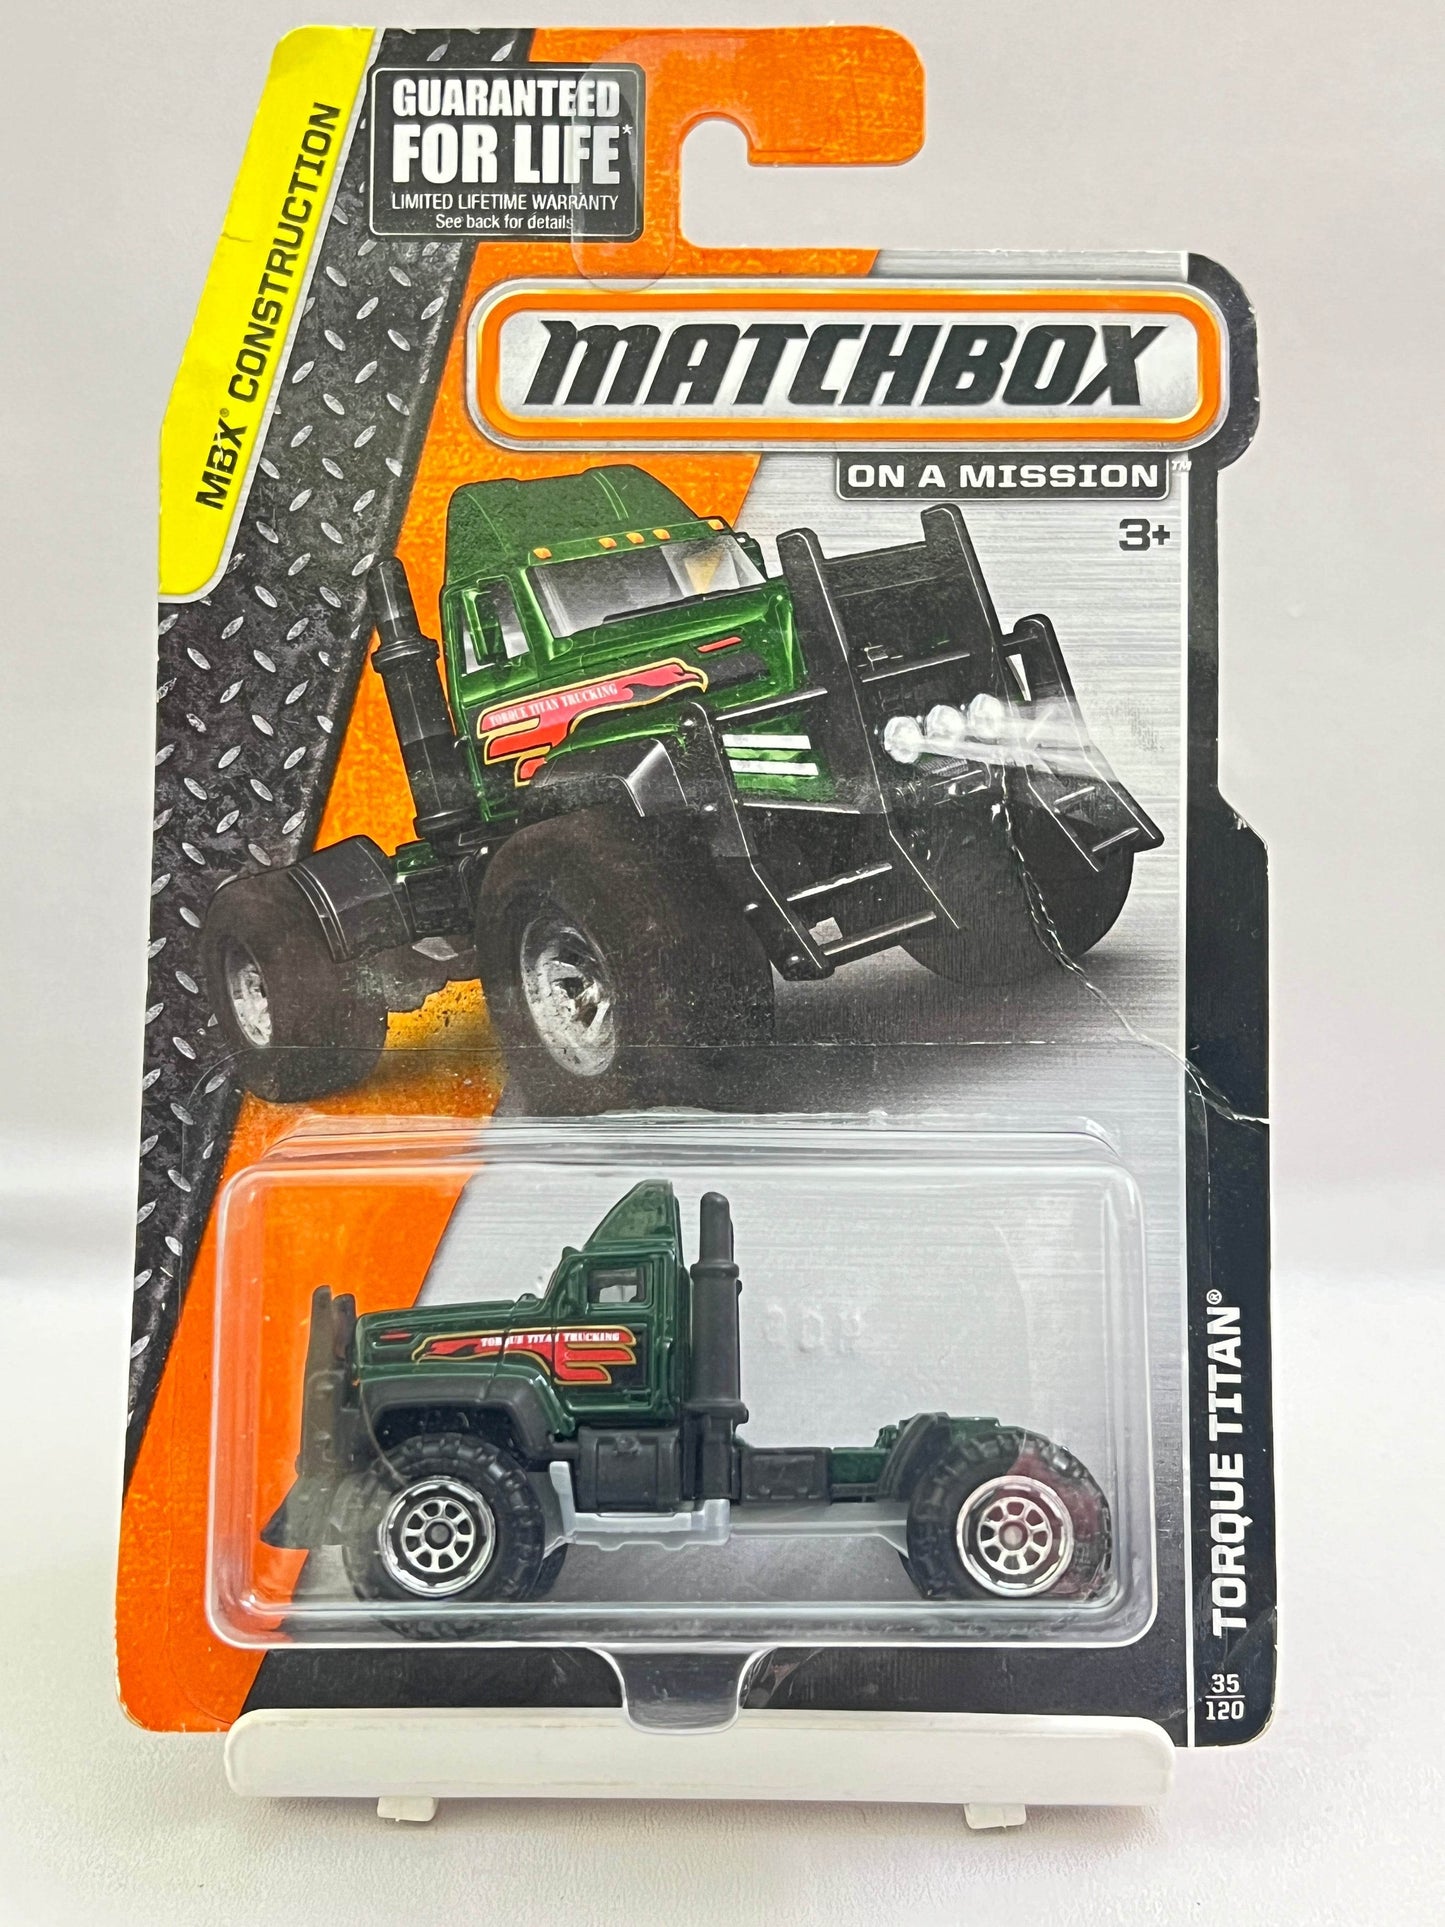 GUARANTEED
FOR LIFE*
LIMITED LIFETIME WARRANTY
See back for details
MBX® CONSTRUCTION
MATCHBOX
ON A MISSION™
3+
TORQUE TITAN TRUCKING
TORQUE TITAN TRUCKING
TORQUE TITAN®
35
120